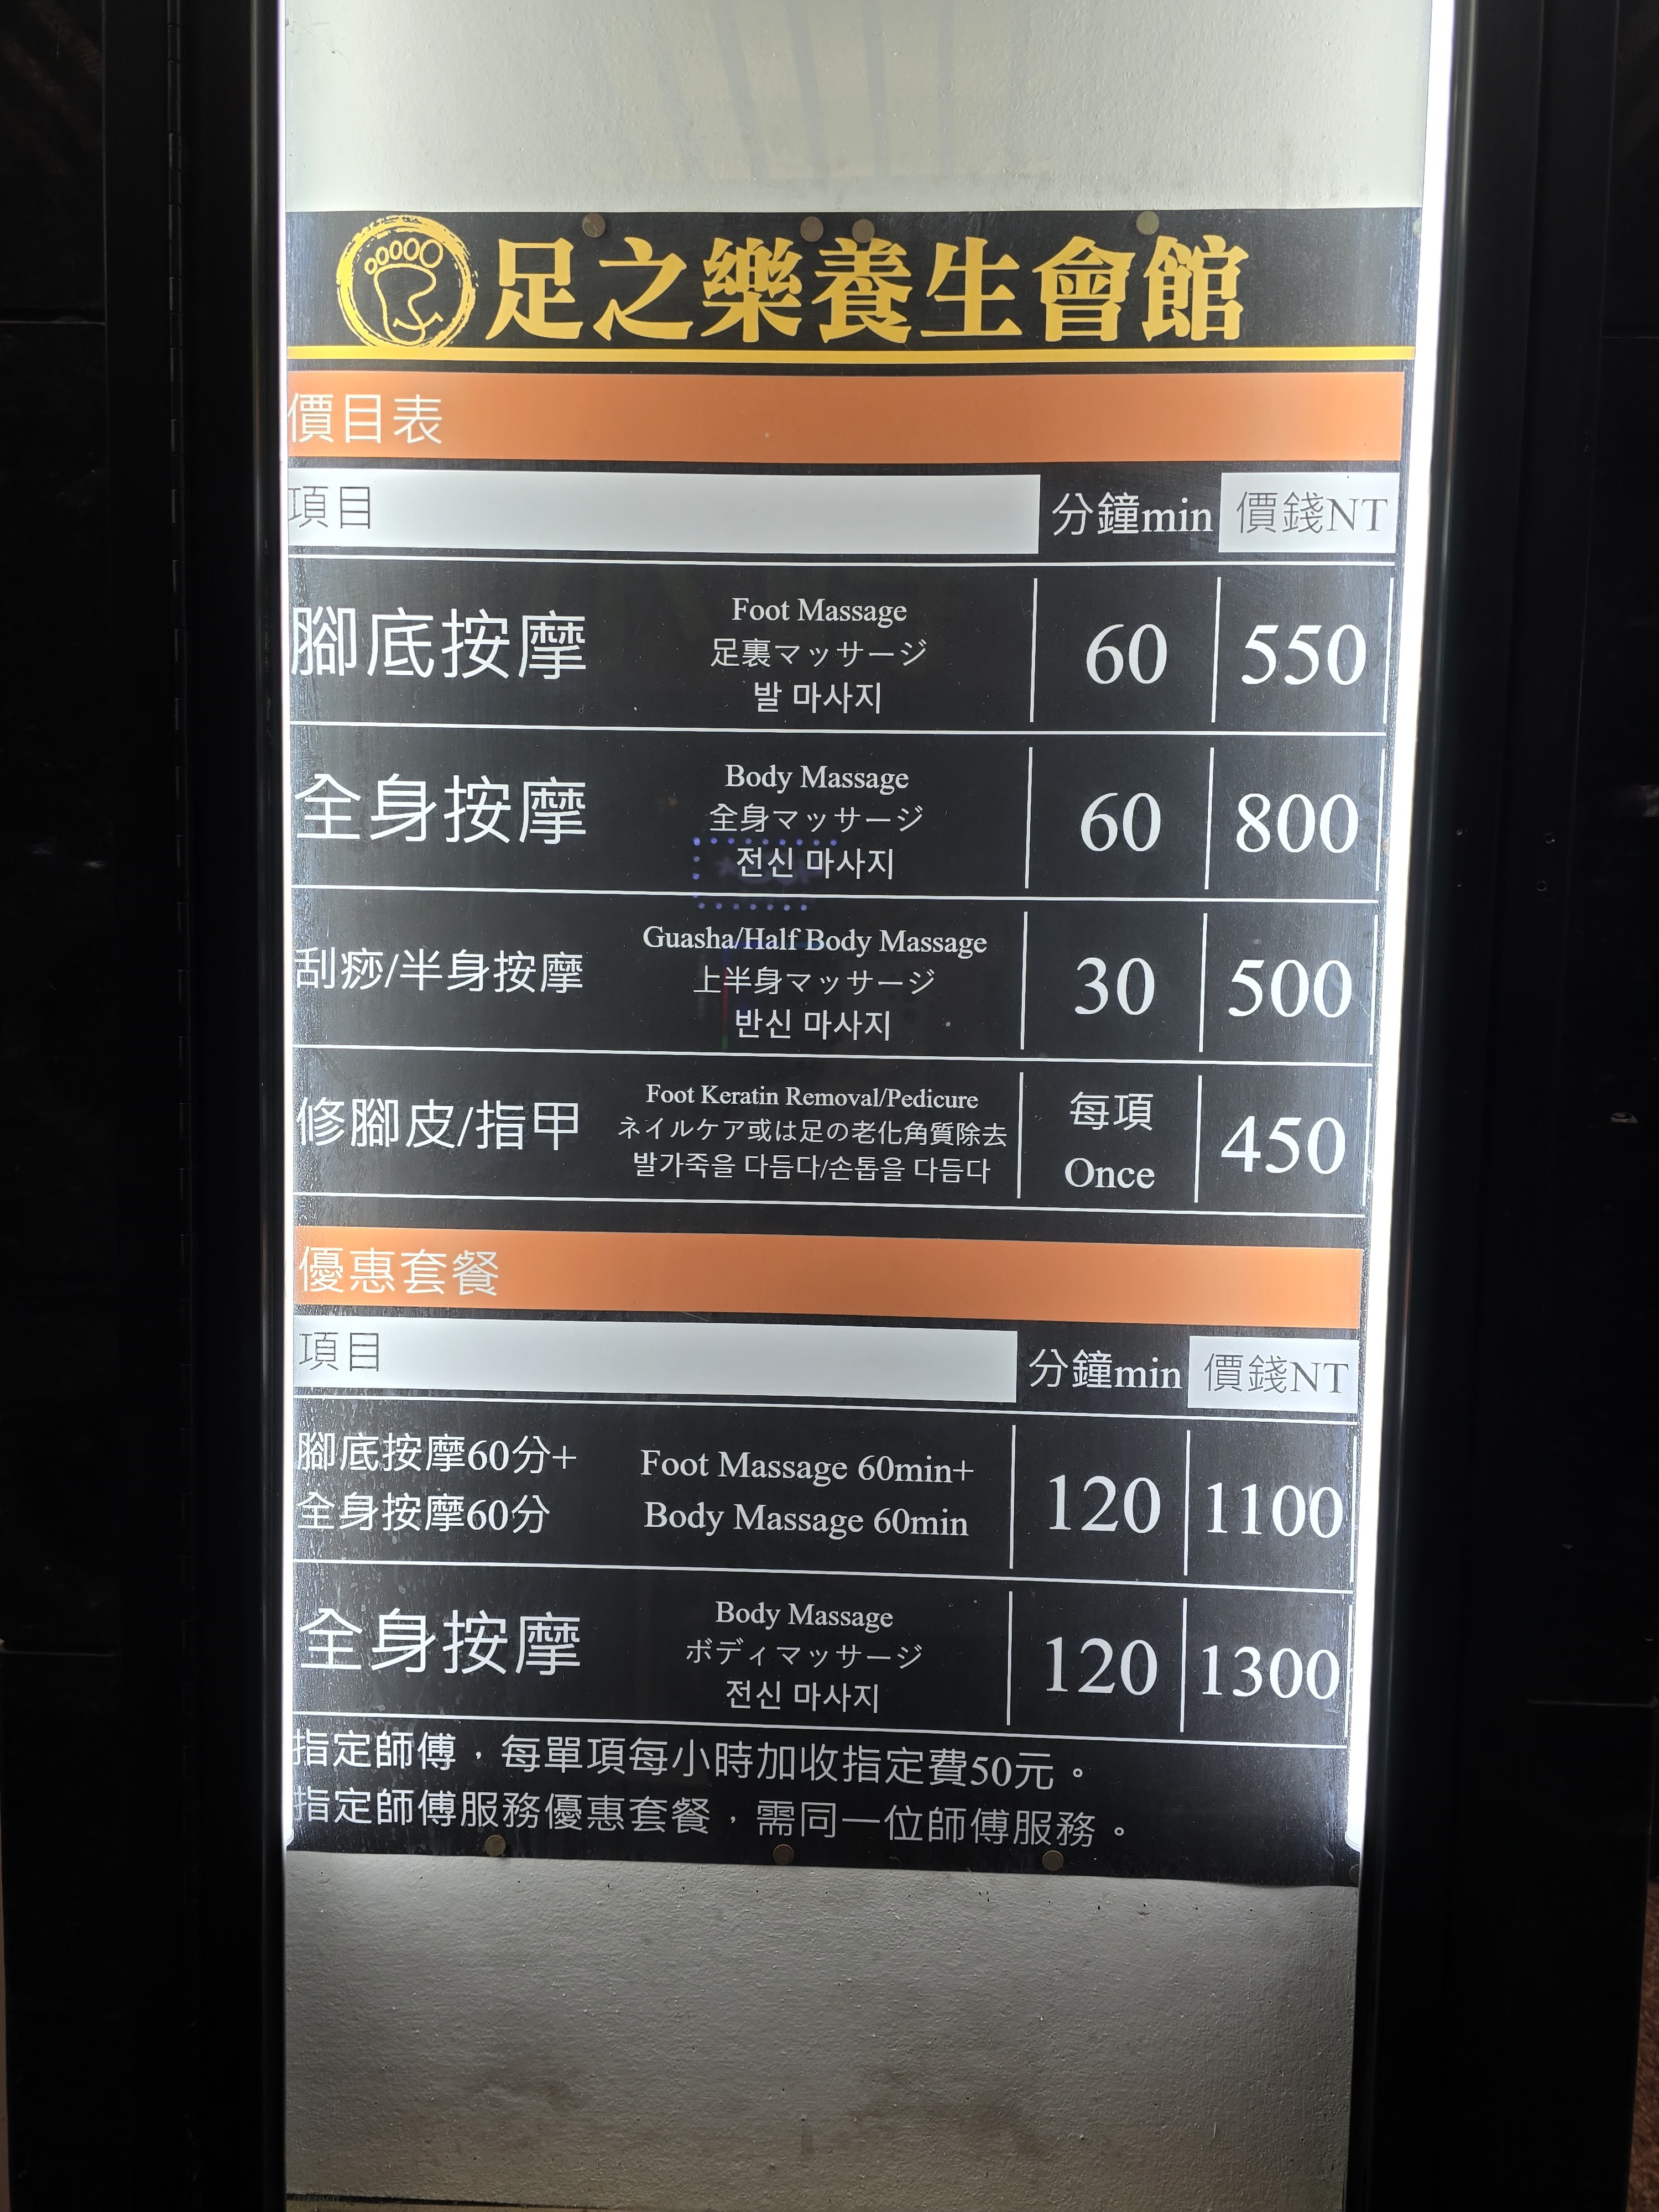 足之樂養生會館
價目表
項目 分鐘min 價錢NT
腳底按摩 Foot Massage 60 550
足裏マッサージ
발 마사지
全身按摩 Body Massage 60 800
全身マッサージ
전신 마사지
刮痧/半身按摩 Guasha/Half Body Massage 30 500
上半身マッサージ
반신 마사지
修腳皮/指甲 Foot Keratin Removal/Pedicure 每項 Once 450
ネイルケア或は足の老化角質除去
발가죽을 다듬다/손톱을 다듬다
優惠套餐
項目 分鐘min 價錢NT
腳底按摩60分+ Foot Massage 60min+ 120 1100
全身按摩60分 Body Massage 60min
全身按摩 Body Massage 120 1300
ボディマッサージ
전신 마사지
指定師傅，每單項每小時加收指定費50元。
指定師傅服務優惠套餐，需同一位師傅服務。